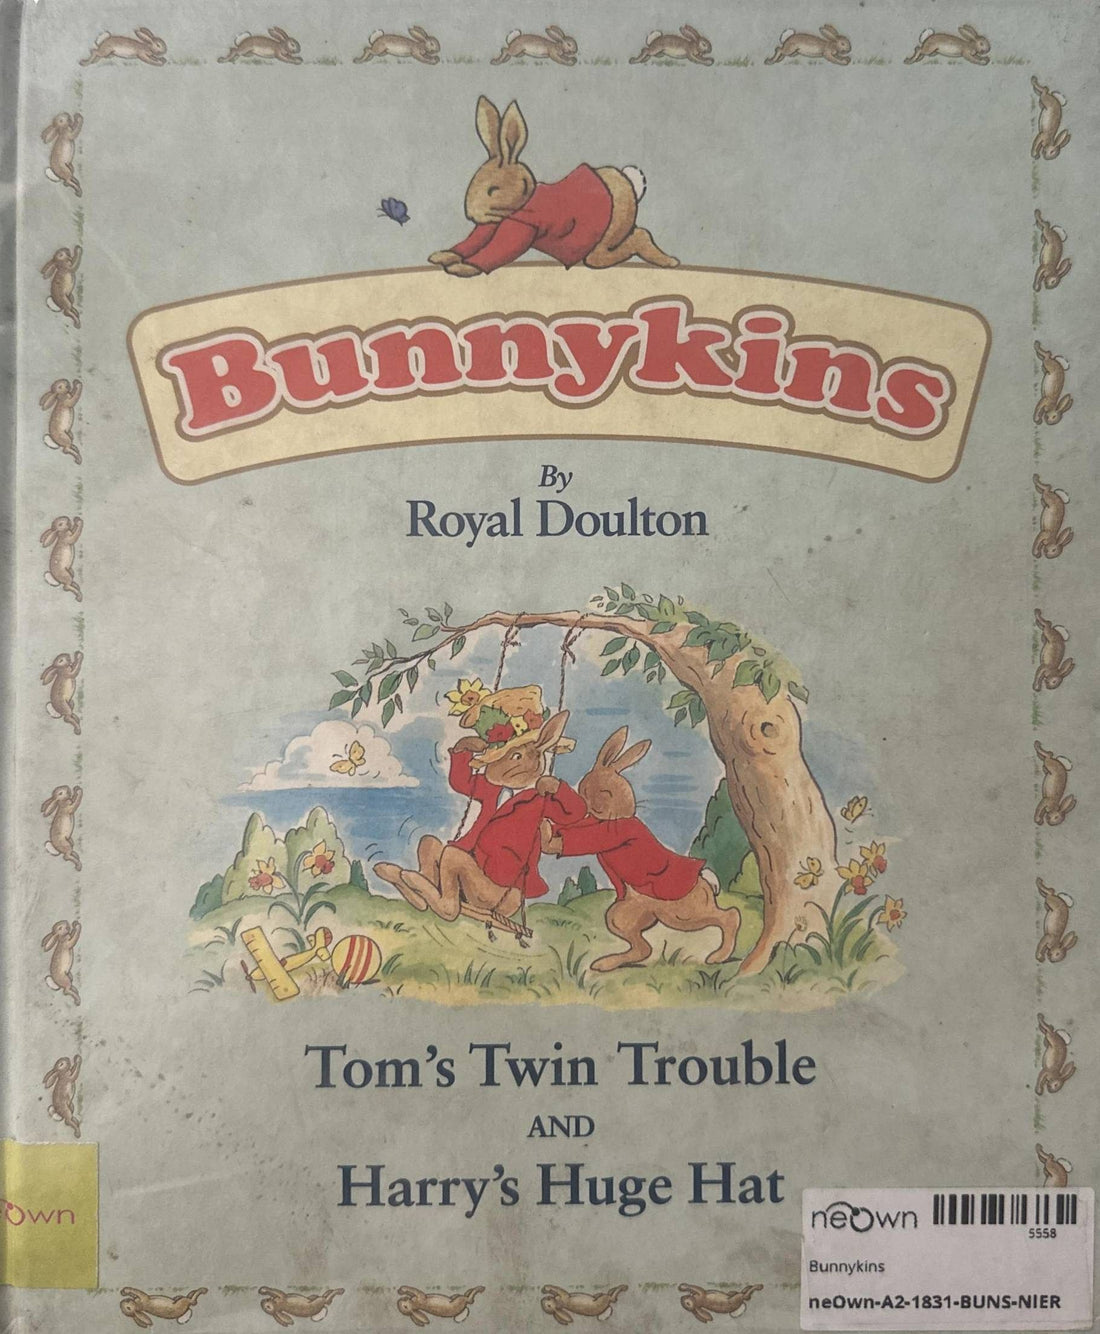 Bunnykins
By
Royal Doulton
Tom's Twin Trouble
AND
Harry's Huge Hat
Own
neOwn
5558
Bunnykins
neOwn-A2-1831-BUNS-NIER